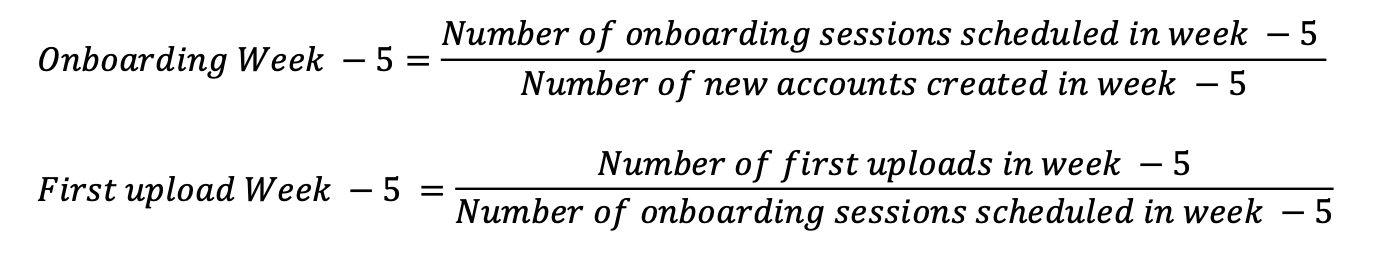 Onboarding Week − 5 = Number of onboarding sessions scheduled in week − 5 / Number of new accounts created in week − 5
First upload Week − 5 = Number of first uploads in week − 5 / Number of onboarding sessions scheduled in week − 5